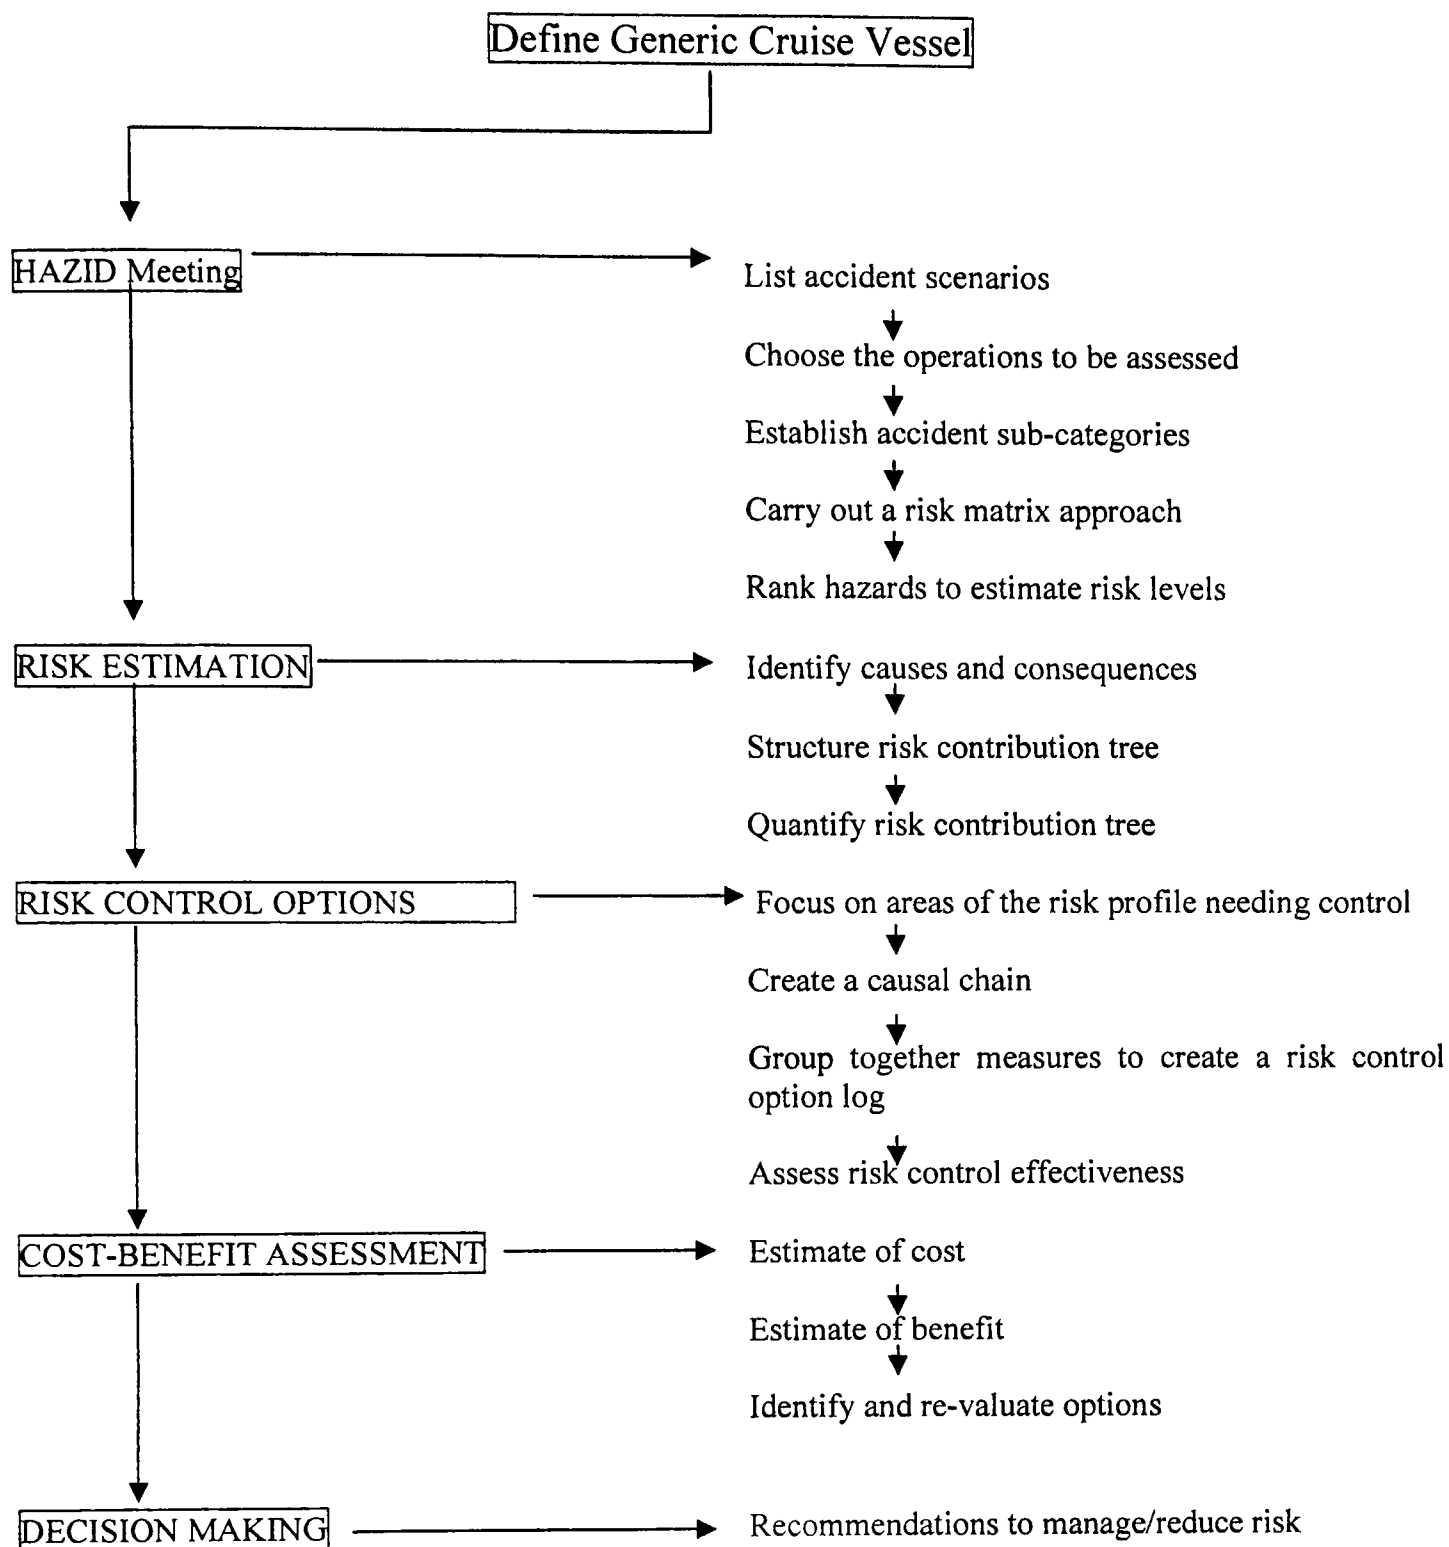 Define Generic Cruise Vessel
HAZID Meeting
List accident scenarios
Choose the operations to be assessed
Establish accident sub-categories
Carry out a risk matrix approach
Rank hazards to estimate risk levels
RISK ESTIMATION
Identify causes and consequences
Structure risk contribution tree
Quantify risk contribution tree
RISK CONTROL OPTIONS
Focus on areas of the risk profile needing control
Create a causal chain
Group together measures to create a risk control
option log
Assess risk control effectiveness
COST-BENEFIT ASSESSMENT
Estimate of cost
Estimate of benefit
Identify and re-valuate options
DECISION MAKING
Recommendations to manage/reduce risk